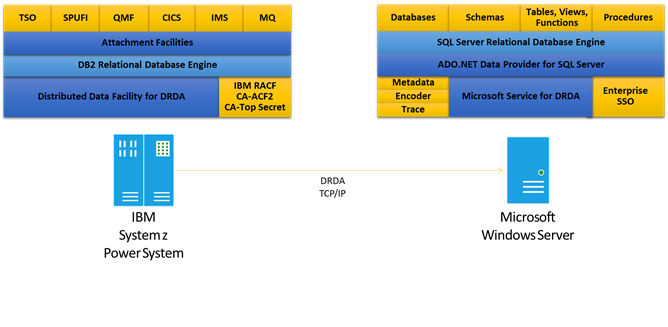 TSO SPUFI QMF CICS IMS MQ
Attachment Facilities
DB2 Relational Database Engine
Distributed Data Facility for DRDA
IBM RACF
CA-ACF2
CA-Top Secret
Databases Schemas Tables, Views,
Functions Procedures
SQL Server Relational Database Engine
ADO.NET Data Provider for SQL Server
Metadata
Encoder
Trace
Microsoft Service for DRDA
Enterprise
SSO
DRDA
TCP/IP
IBM
System z
Power System
Microsoft
Windows Server